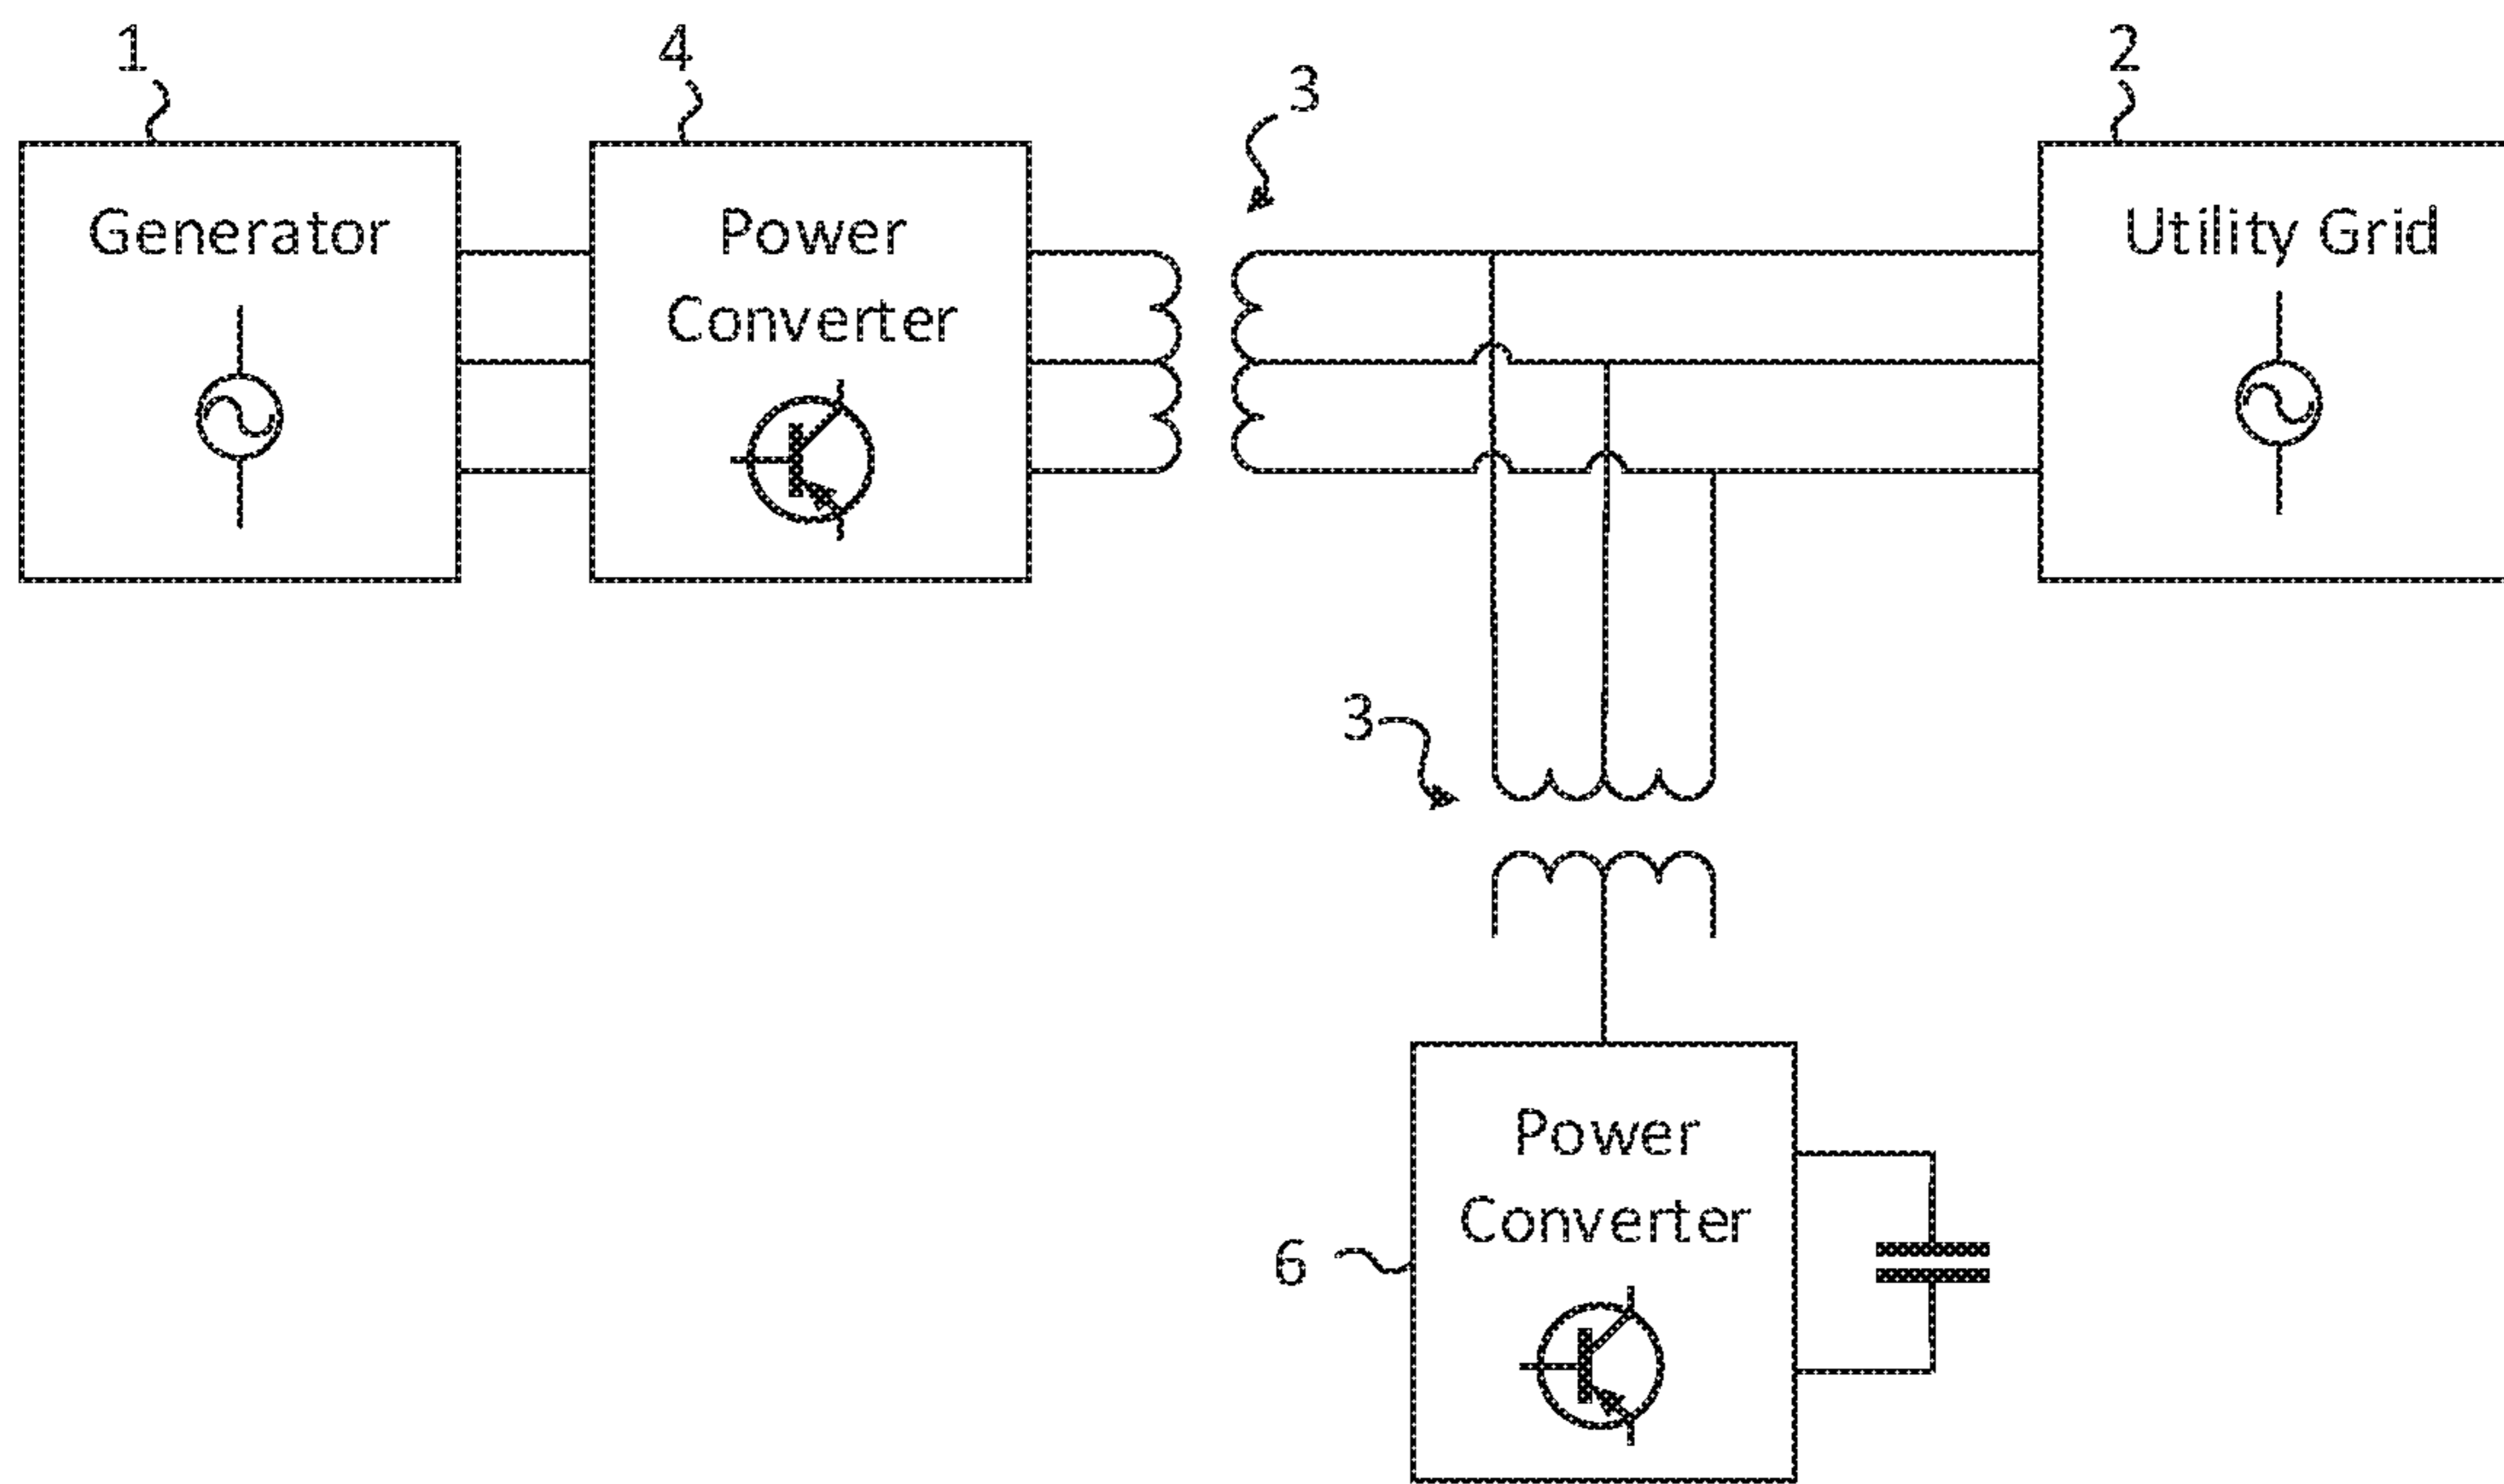 1
4
3
2
Generator
Power
Converter
Utility Grid
3
Power
Converter
6